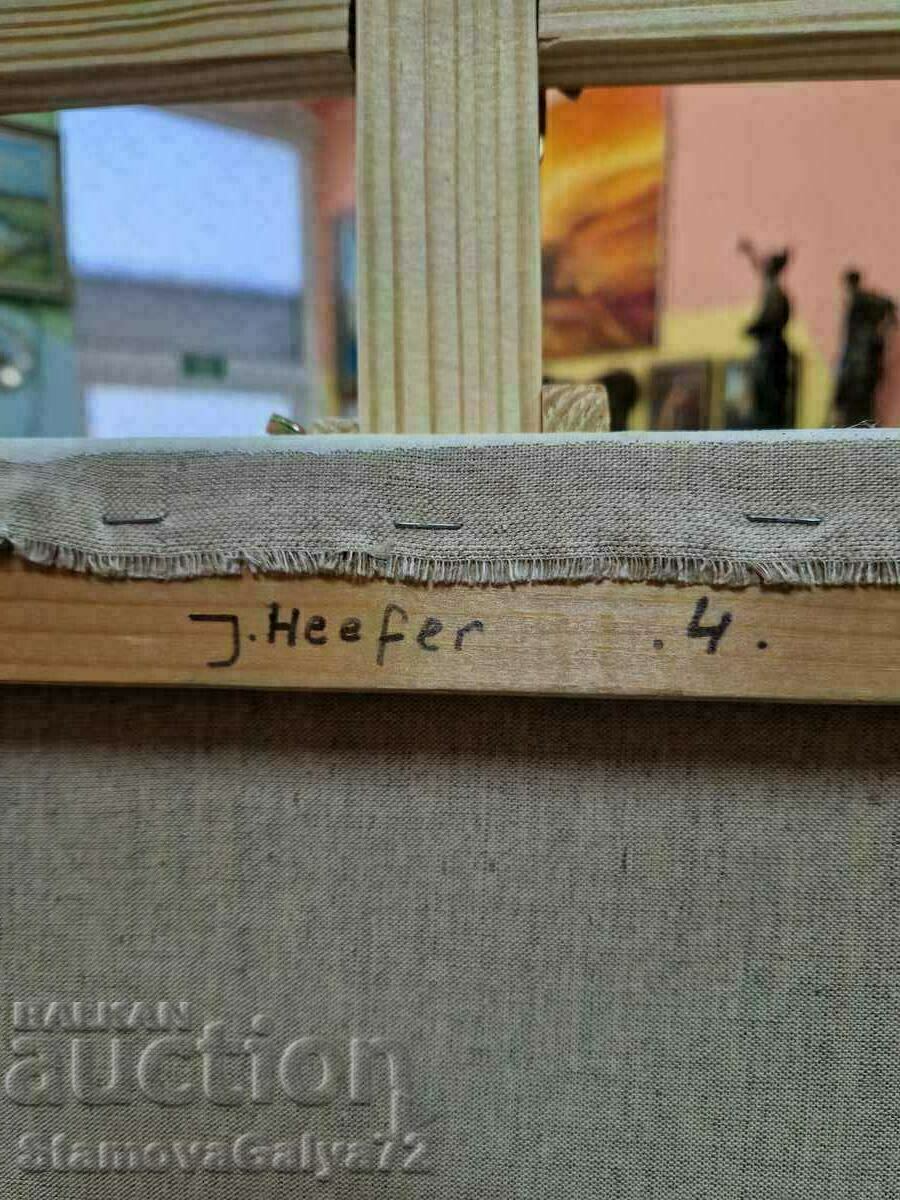 J. Heefer .4.
BALKAN
auction
StamovaGalya72